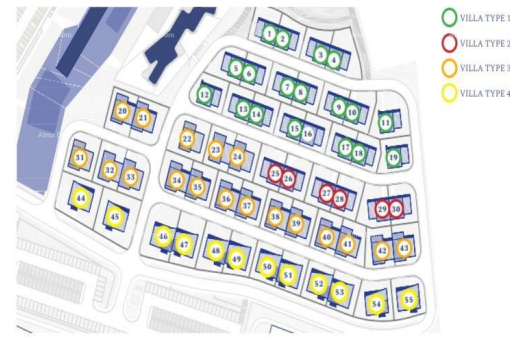 VILLA TYPE 1
VILLA TYPE 2
VILLA TYPE 3
VILLA TYPE 4
1 2 3 4
5 6 7 8 9 10 11
12 13 14 15 16 17 18 19
20 21
22 23 24 25 26 27 28 29 30
31 32 33
34 35 36 37 38 39 40 41 42 43
44 45
46 47 48 49 50 51 52 53 54 55